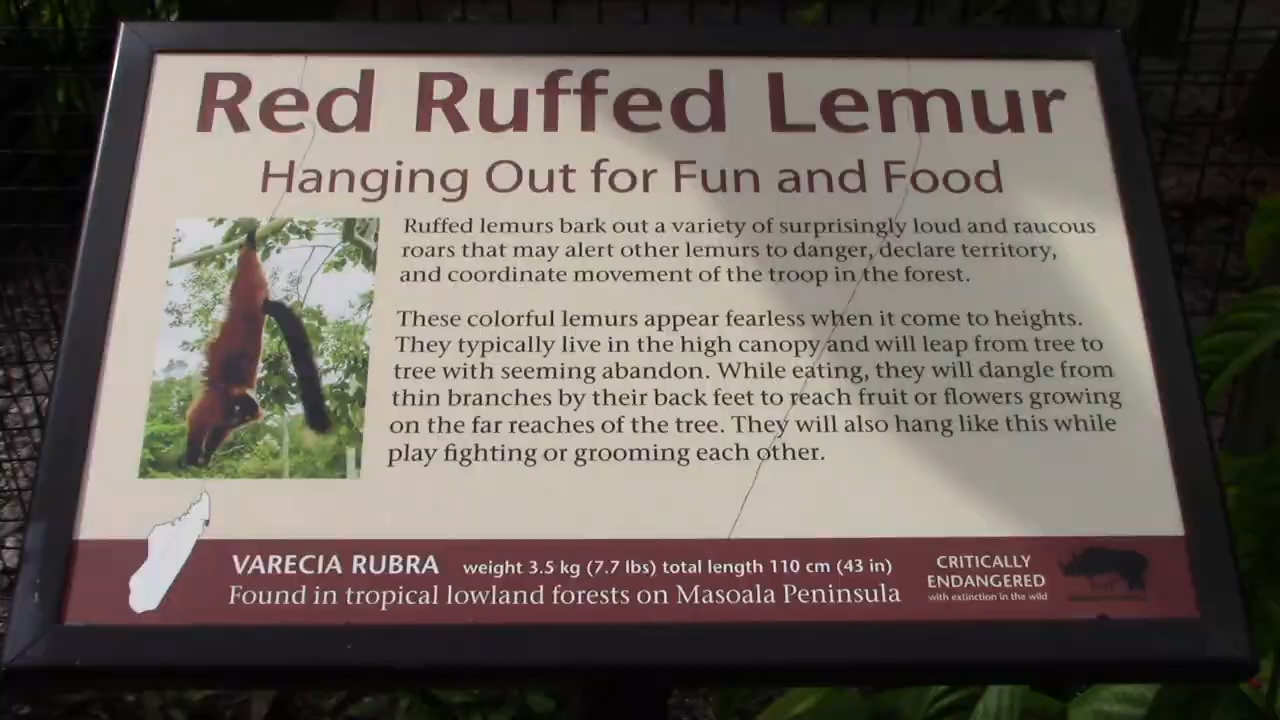 Red Ruffed Lemur
Hanging Out for Fun and Food
Ruffed lemurs bark out a variety of surprisingly loud and raucous
roars that may alert other lemurs to danger, declare territory,
and coordinate movement of the troop in the forest.
These colorful lemurs appear fearless when it come to heights.
They typically live in the high canopy and will leap from tree to
tree with seeming abandon. While eating, they will dangle from
thin branches by their back feet to reach fruit or flowers growing
on the far reaches of the tree. They will also hang like this while
play fighting or grooming each other.
VARECIA RUBRA weight 3.5 kg (7.7 lbs) total length 110 cm (43 in)
Found in tropical lowland forests on Masoala Peninsula
CRITICALLY
ENDANGERED
with extinction in the wild